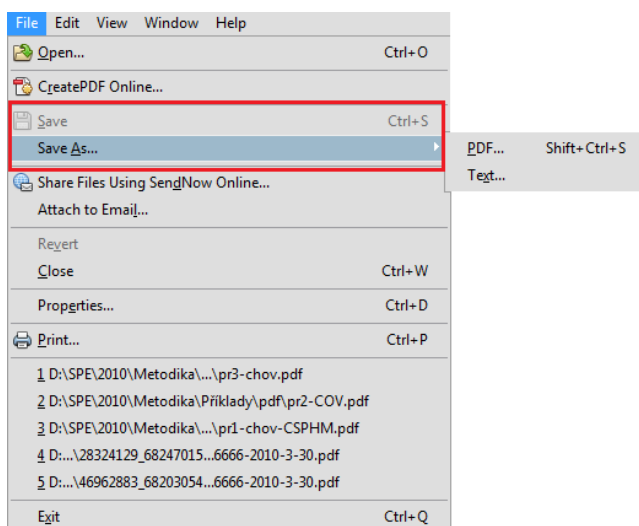 File Edit View Window Help
Open... Ctrl+O
CreatePDF Online...
Save Ctrl+S
Save As...
PDF... Shift+Ctrl+S
Text...
Share Files Using SendNow Online...
Attach to Email...
Revert
Close Ctrl+W
Properties... Ctrl+D
Print... Ctrl+P
1 D:\SPE\2010\Metodika\...\pr3-chov.pdf
2 D:\SPE\2010\Metodika\Příklady\pdf\pr2-COV.pdf
3 D:\SPE\2010\Metodika\...\pr1-chov-CSPHM.pdf
4 D:...\28324129_68247015...6666-2010-3-30.pdf
5 D:...\46962883_68203054...6666-2010-3-30.pdf
Exit Ctrl+Q